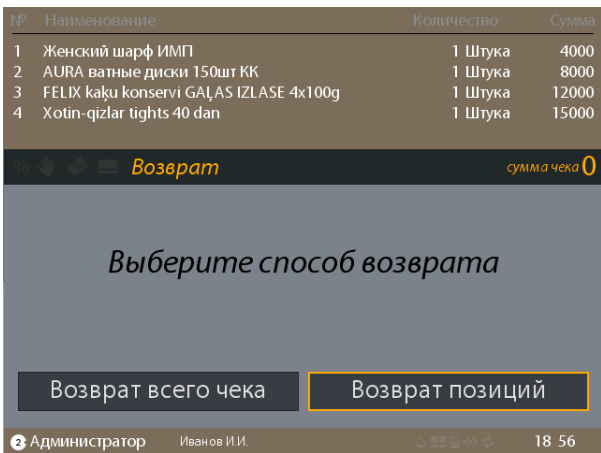 № Наименование Количество Сумма
1 Женский шарф ИМП 1 Штука 4000
2 AURA ватные диски 150шт КК 1 Штука 8000
3 FELIX kaķu konservi GAĻAS IZLASE 4x100g 1 Штука 12000
4 Xotin-qizlar tights 40 dan 1 Штука 15000
% Возврат сумма чека 0
Выберите способ возврата
Возврат всего чека Возврат позиций
2 Администратор Иванов И.И. 18 56